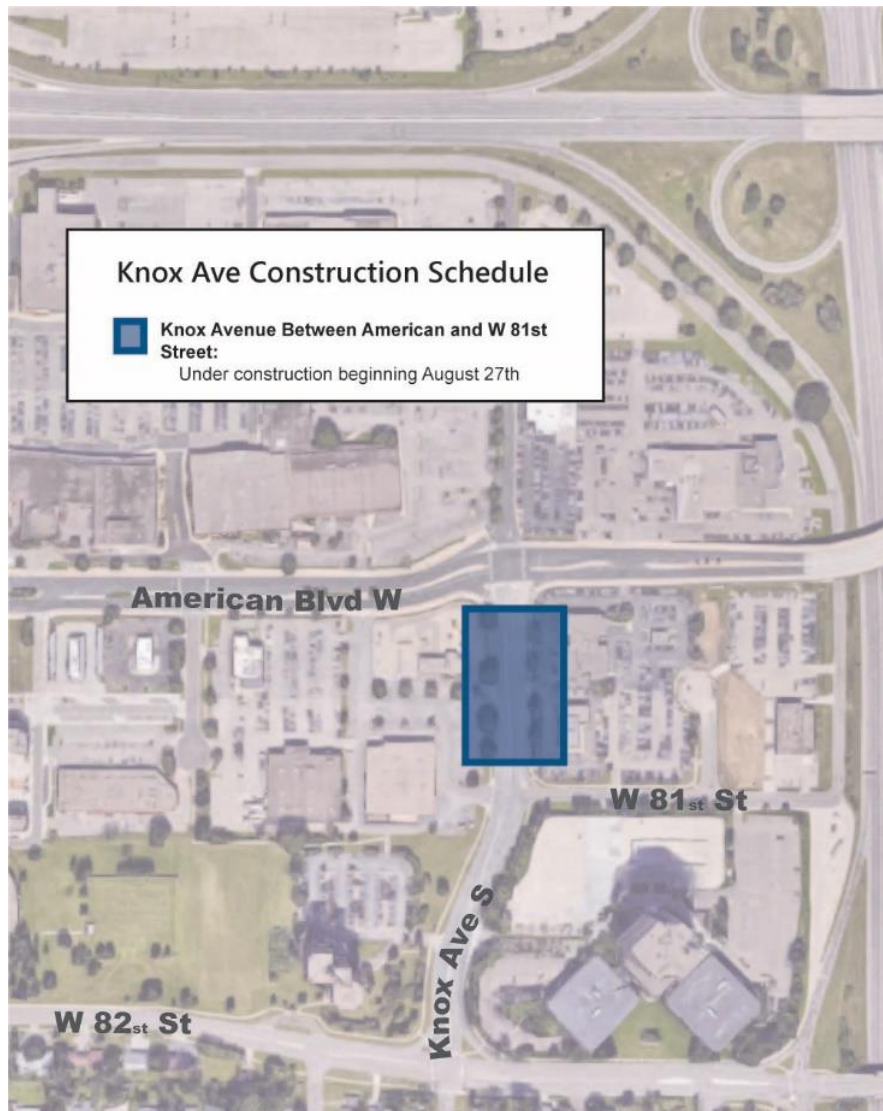 Knox Ave Construction Schedule
Knox Avenue Between American and W 81st
Street:
Under construction beginning August 27th
American Blvd W
W 81st St
Knox Ave S
W 82st St